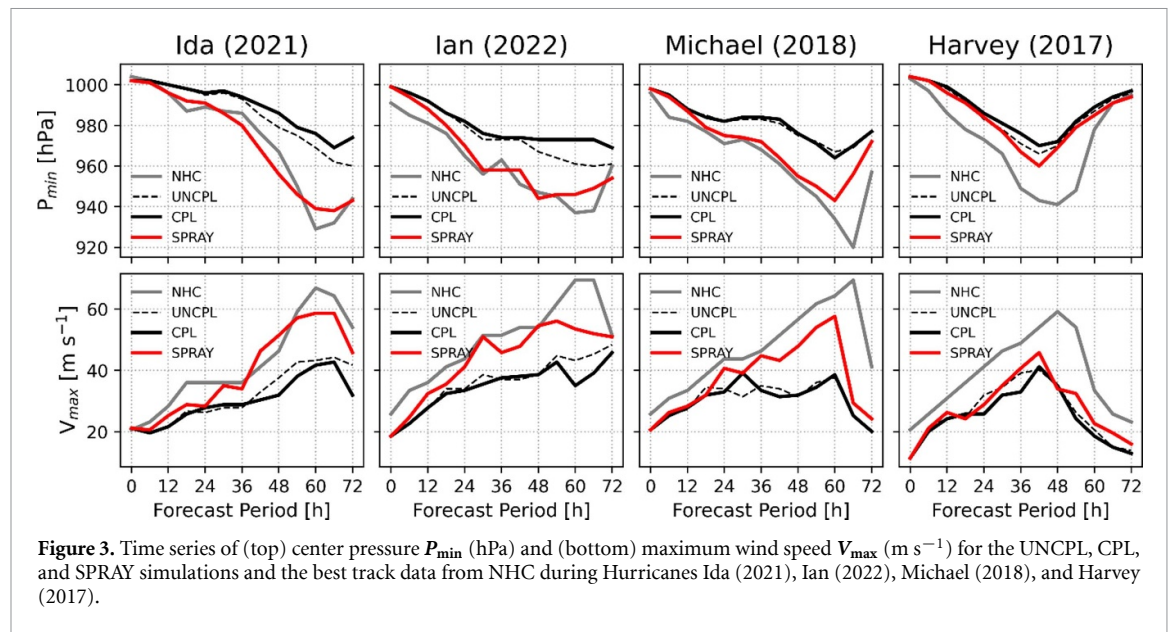 Ida (2021) Ian (2022) Michael (2018) Harvey (2017)
P_min [hPa]
1000
980
960
940
920
NHC
UNCPL
CPL
SPRAY
NHC
UNCPL
CPL
SPRAY
NHC
UNCPL
CPL
SPRAY
NHC
UNCPL
CPL
SPRAY
V_max [m s⁻¹]
60
40
20
NHC
UNCPL
CPL
SPRAY
NHC
UNCPL
CPL
SPRAY
NHC
UNCPL
CPL
SPRAY
NHC
UNCPL
CPL
SPRAY
0 12 24 36 48 60 72 0 12 24 36 48 60 72 0 12 24 36 48 60 72 0 12 24 36 48 60 72
Forecast Period [h] Forecast Period [h] Forecast Period [h] Forecast Period [h]
Figure 3. Time series of (top) center pressure P_min (hPa) and (bottom) maximum wind speed V_max (m s⁻¹) for the UNCPL, CPL,
and SPRAY simulations and the best track data from NHC during Hurricanes Ida (2021), Ian (2022), Michael (2018), and Harvey
(2017).